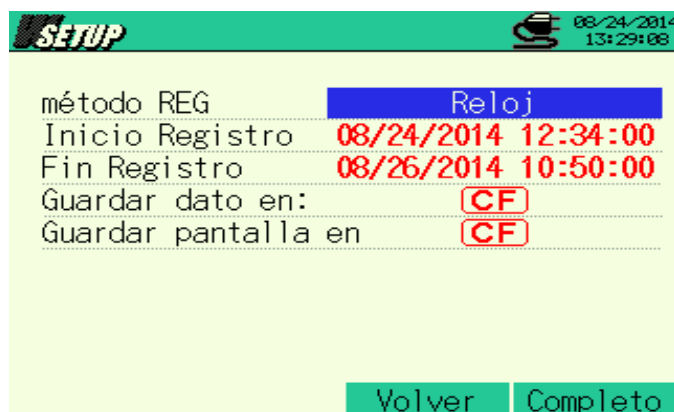 SETUP
08/24/2014
13:29:08
método REG Reloj
Inicio Registro 08/24/2014 12:34:00
Fin Registro 08/26/2014 10:50:00
Guardar dato en: CF
Guardar pantalla en CF
Volver Completo